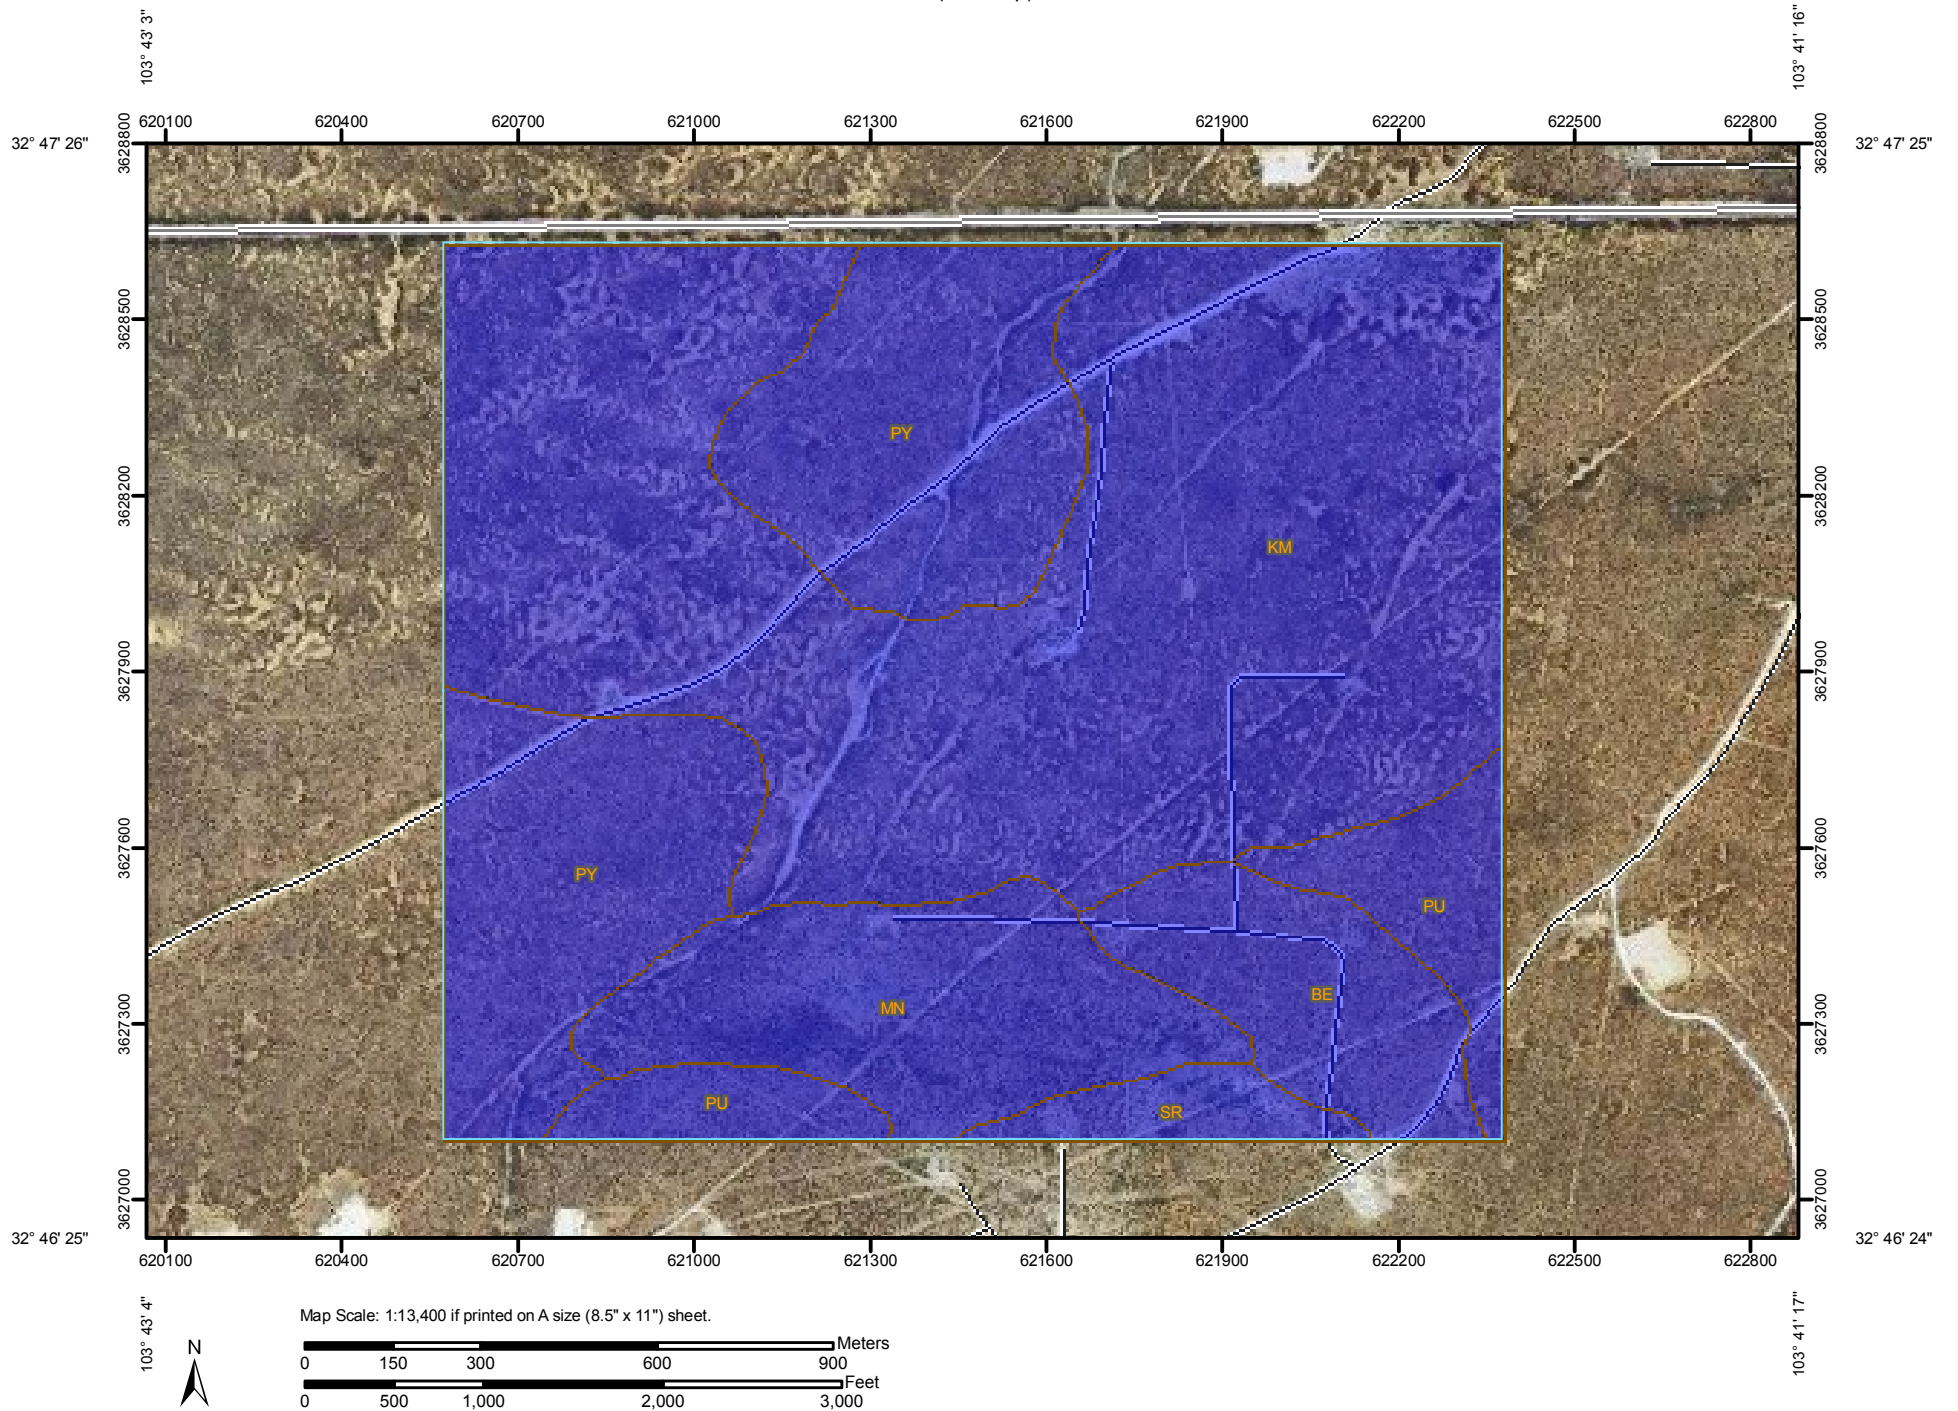 103° 43' 3"
103° 41' 16"
620100 620400 620700 621000 621300 621600 621900 622200 622500 622800
32° 47' 26"
3628800
3628800
32° 47' 25"
3628500
3628500
PY
3628200
3628200
KM
3627900
3627900
3627600
3627600
PY
PU
MN
BE
3627300
3627300
PU
SR
3627000
3627000
32° 46' 25"
32° 46' 24"
620100 620400 620700 621000 621300 621600 621900 622200 622500 622800
103° 43' 4"
103° 41' 17"
Map Scale: 1:13,400 if printed on A size (8.5" x 11") sheet.
N
Meters
0 150 300 600 900
Feet
0 500 1,000 2,000 3,000